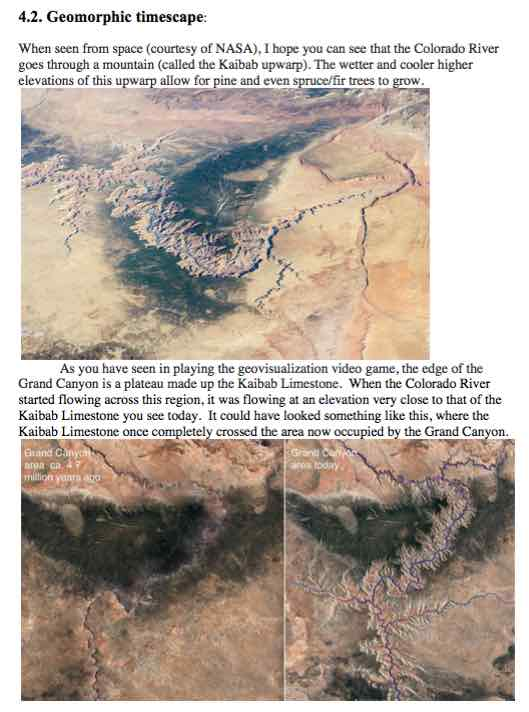 4.2. Geomorphic timescape:
When seen from space (courtesy of NASA), I hope you can see that the Colorado River
goes through a mountain (called the Kaibab upwarp). The wetter and cooler higher
elevations of this upwarp allow for pine and even spruce/fir trees to grow.
As you have seen in playing the geovisualization video game, the edge of the
Grand Canyon is a plateau made up the Kaibab Limestone. When the Colorado River
started flowing across this region, it was flowing at an elevation very close to that of the
Kaibab Limestone you see today. It could have looked something like this, where the
Kaibab Limestone once completely crossed the area now occupied by the Grand Canyon.
Grand Canyon
area ca. 4.7
million years ago
Grand Canyon
area today